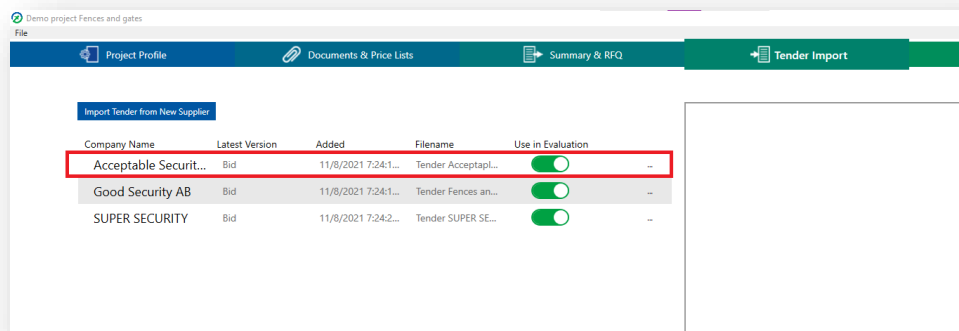 Demo project Fences and gates
File
Project Profile
Documents & Price Lists
Summary & RFQ
Tender Import
Import Tender from New Supplier
Company Name Latest Version Added Filename Use in Evaluation
Acceptable Securit... Bid 11/8/2021 7:24:1... Tender Acceptapl... ...
Good Security AB Bid 11/8/2021 7:24:1... Tender Fences an... ...
SUPER SECURITY Bid 11/8/2021 7:24:2... Tender SUPER SE... ...